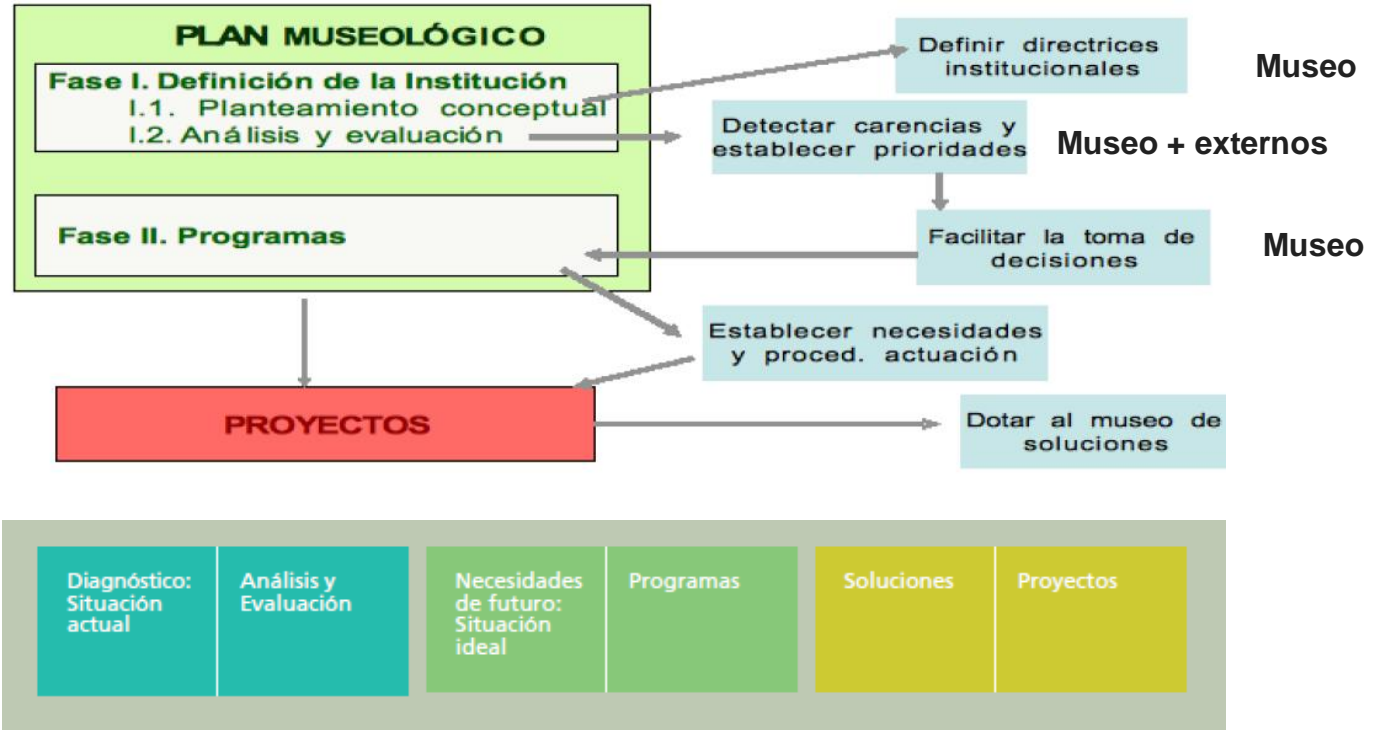 PLAN MUSEOLÓGICO
Fase I. Definición de la Institución
I.1. Planteamiento conceptual
I.2. Análisis y evaluación
Fase II. Programas
Definir directrices
institucionales
Museo
Detectar carencias y
establecer prioridades
Museo + externos
Facilitar la toma de
decisiones
Museo
Establecer necesidades
y proced. actuación
PROYECTOS
Dotar al museo de
soluciones
Diagnóstico:
Situación
actual
Análisis y
Evaluación
Necesidades
de futuro:
Situación
ideal
Programas
Soluciones
Proyectos